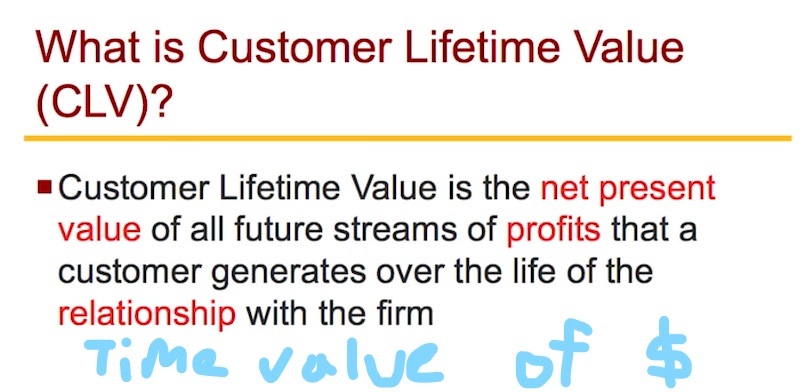 What is Customer Lifetime Value
(CLV)?
Customer Lifetime Value is the net present
value of all future streams of profits that a
customer generates over the life of the
relationship with the firm
Time value of $